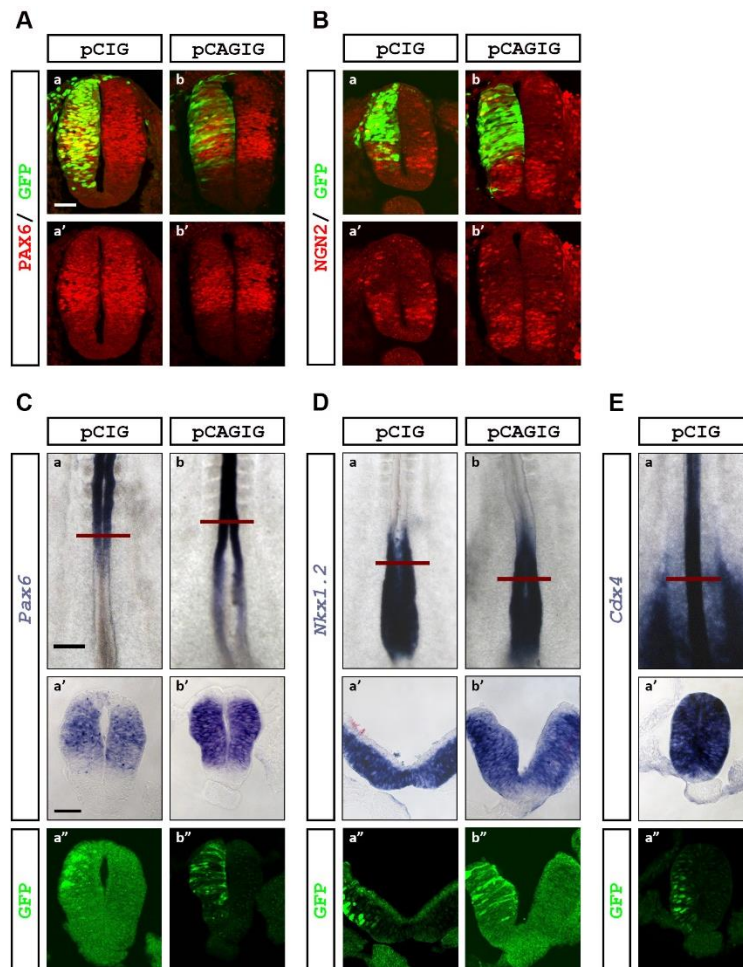 A
B
pCIG
pCAGIG
pCIG
pCAGIG
PAX6/ GFP
a
b
a'
b'
NGN2/ GFP
a
b
a'
b'
C
D
E
pCIG
pCAGIG
pCIG
pCAGIG
pCIG
Pax6
a
b
a'
b'
GFP
a"
b"
Nkx1.2
a
b
a'
b'
GFP
a"
b"
Cdx4
a
a'
GFP
a"